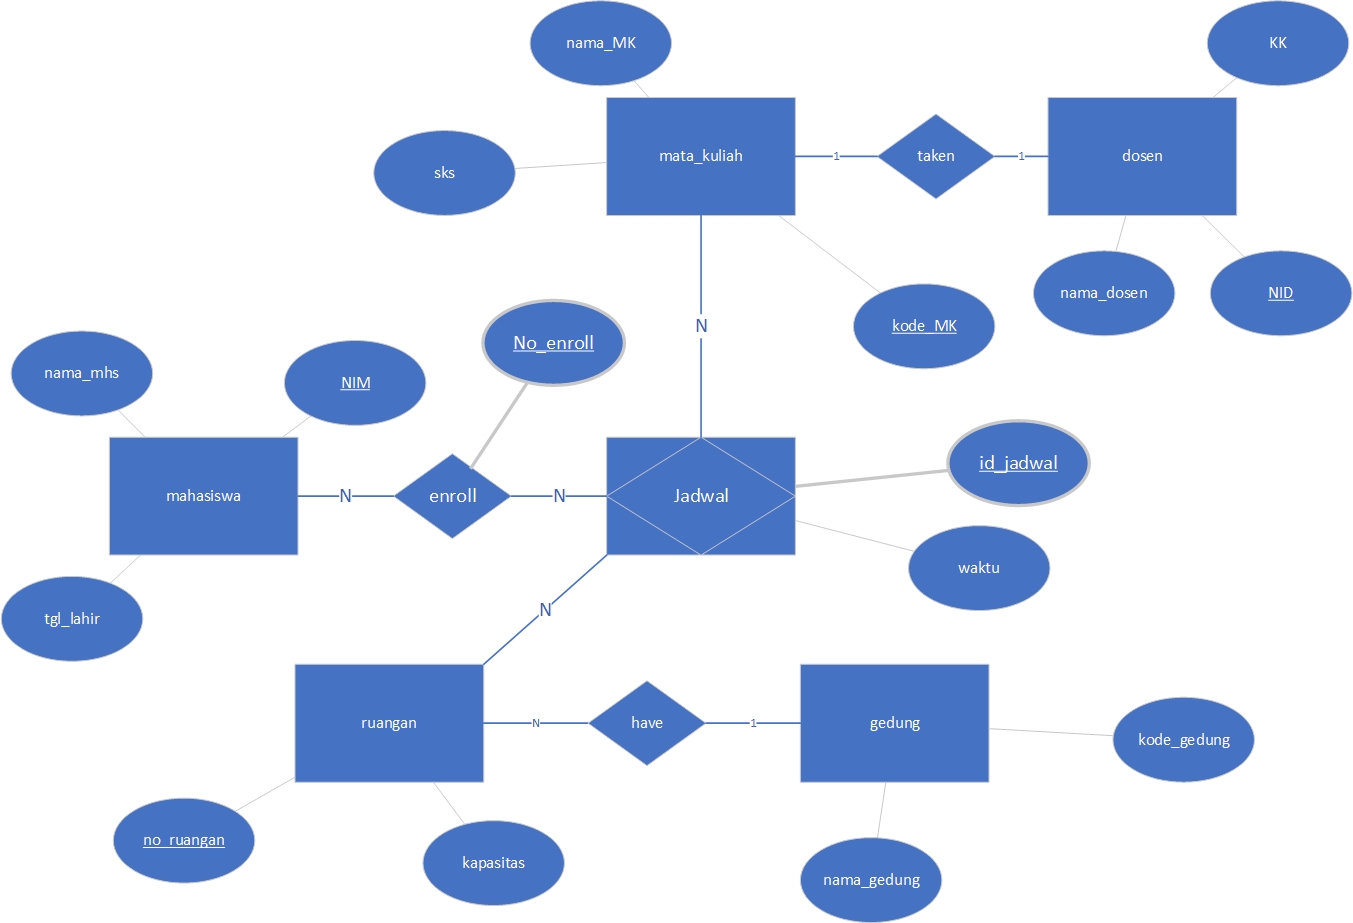 nama_MK
KK
mata_kuliah
1
taken
1
dosen
sks
nama_dosen
NID
kode_MK
N
No_enroll
nama_mhs
NIM
id_jadwal
mahasiswa
N
enroll
N
Jadwal
waktu
N
tgl_lahir
ruangan
N
have
1
gedung
kode_gedung
no_ruangan
kapasitas
nama_gedung